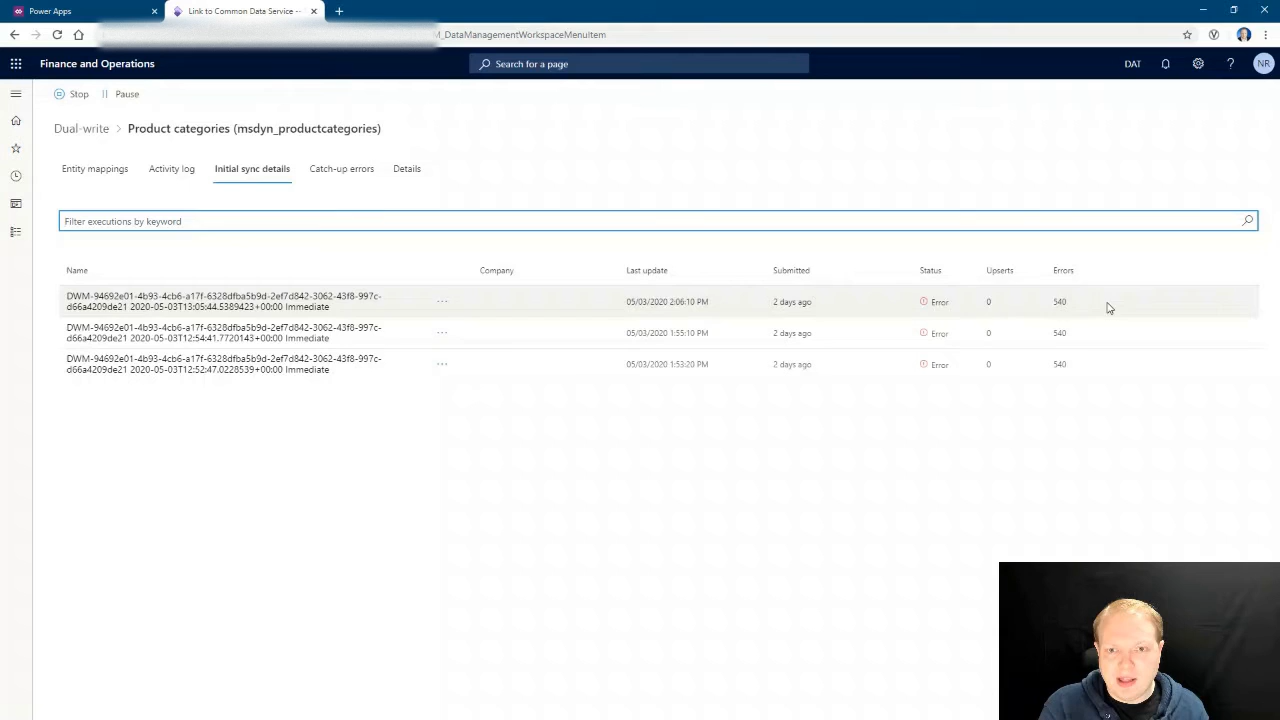 Power Apps
Link to Common Data Service --
M_DataManagementWorkspaceMenuItem
Finance and Operations
Search for a page
DAT
NR
Stop
Pause
Dual-write > Product categories (msdyn_productcategories)
Entity mappings
Activity log
Initial sync details
Catch-up errors
Details
Filter executions by keyword
Name Company Last update Submitted Status Upserts Errors
DWM-94692e01-4b93-4cb6-a17f-6328dfba5b9d-2ef7d842-3062-43f8-997c-
d66a4209de21 2020-05-03T13:05:44.5389423+00:00 Immediate
... 05/03/2020 2:06:10 PM 2 days ago Error 0 540
DWM-94692e01-4b93-4cb6-a17f-6328dfba5b9d-2ef7d842-3062-43f8-997c-
d66a4209de21 2020-05-03T12:54:41.7720143+00:00 Immediate
... 05/03/2020 1:55:10 PM 2 days ago Error 0 540
DWM-94692e01-4b93-4cb6-a17f-6328dfba5b9d-2ef7d842-3062-43f8-997c-
d66a4209de21 2020-05-03T12:52:47.0228539+00:00 Immediate
... 05/03/2020 1:53:20 PM 2 days ago Error 0 540